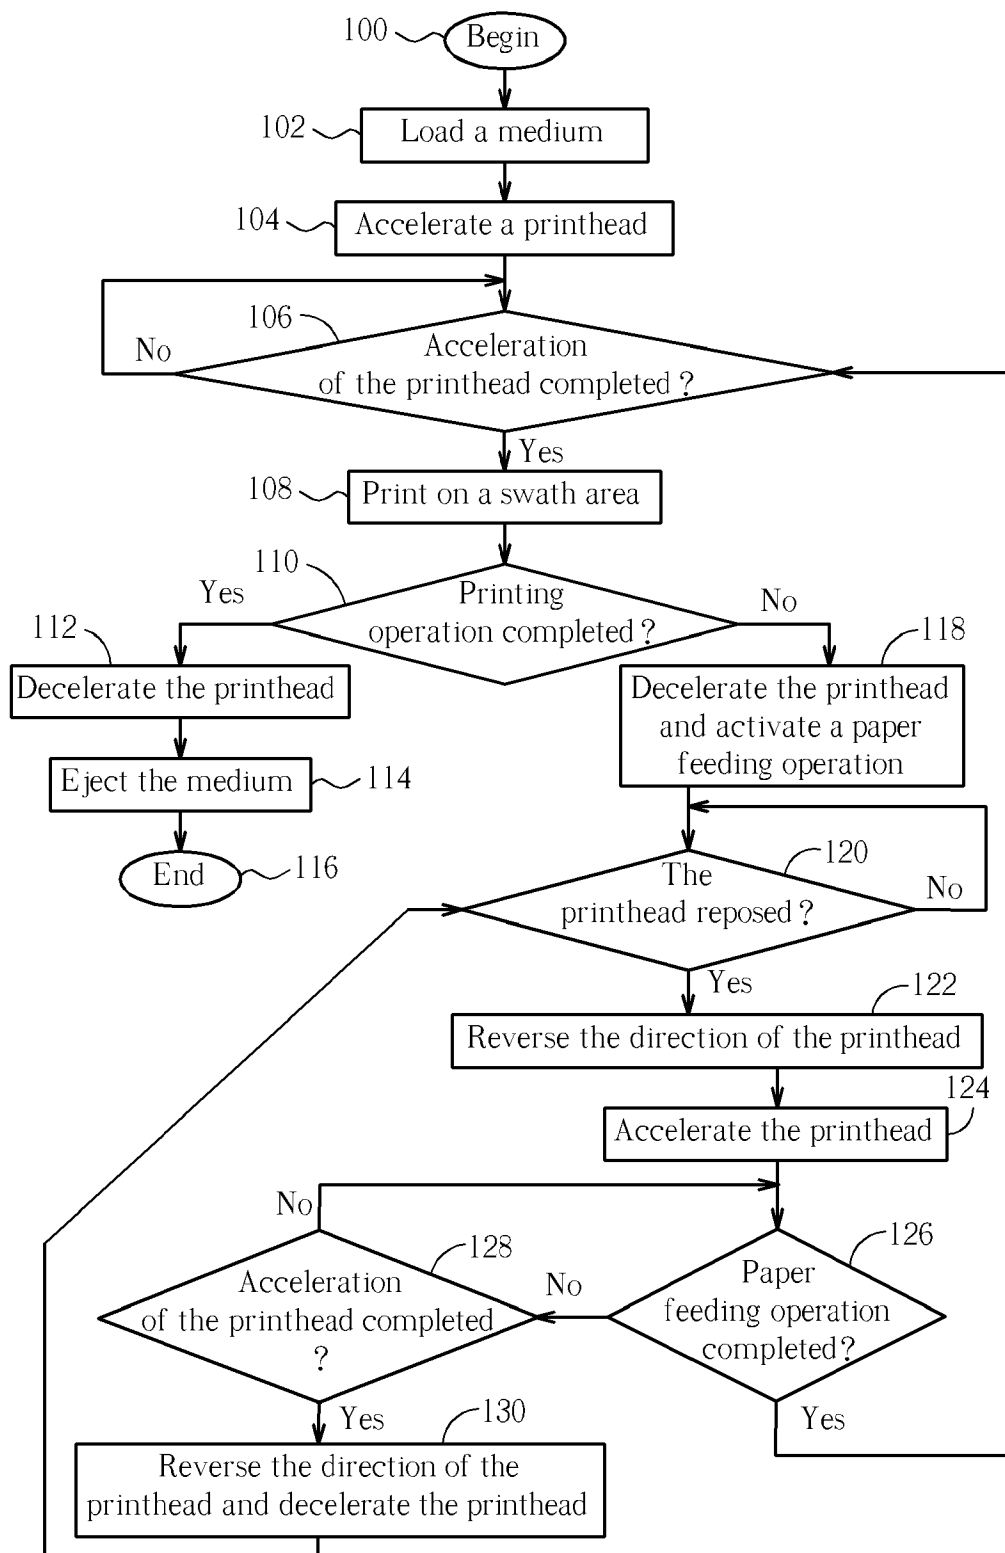 100
Begin
102
Load a medium
104
Accelerate a printhead
106
No
Acceleration
of the printhead completed?
Yes
108
Print on a swath area
110
Yes
Printing
operation completed?
No
112
Decelerate the printhead
118
Decelerate the printhead
and activate a paper
feeding operation
Eject the medium
114
End
116
120
The
printhead reposed?
No
Yes
122
Reverse the direction of the printhead
124
Accelerate the printhead
No
128
Acceleration
of the printhead completed
?
No
126
Paper
feeding operation
completed?
Yes
130
Yes
Reverse the direction of the
printhead and decelerate the printhead